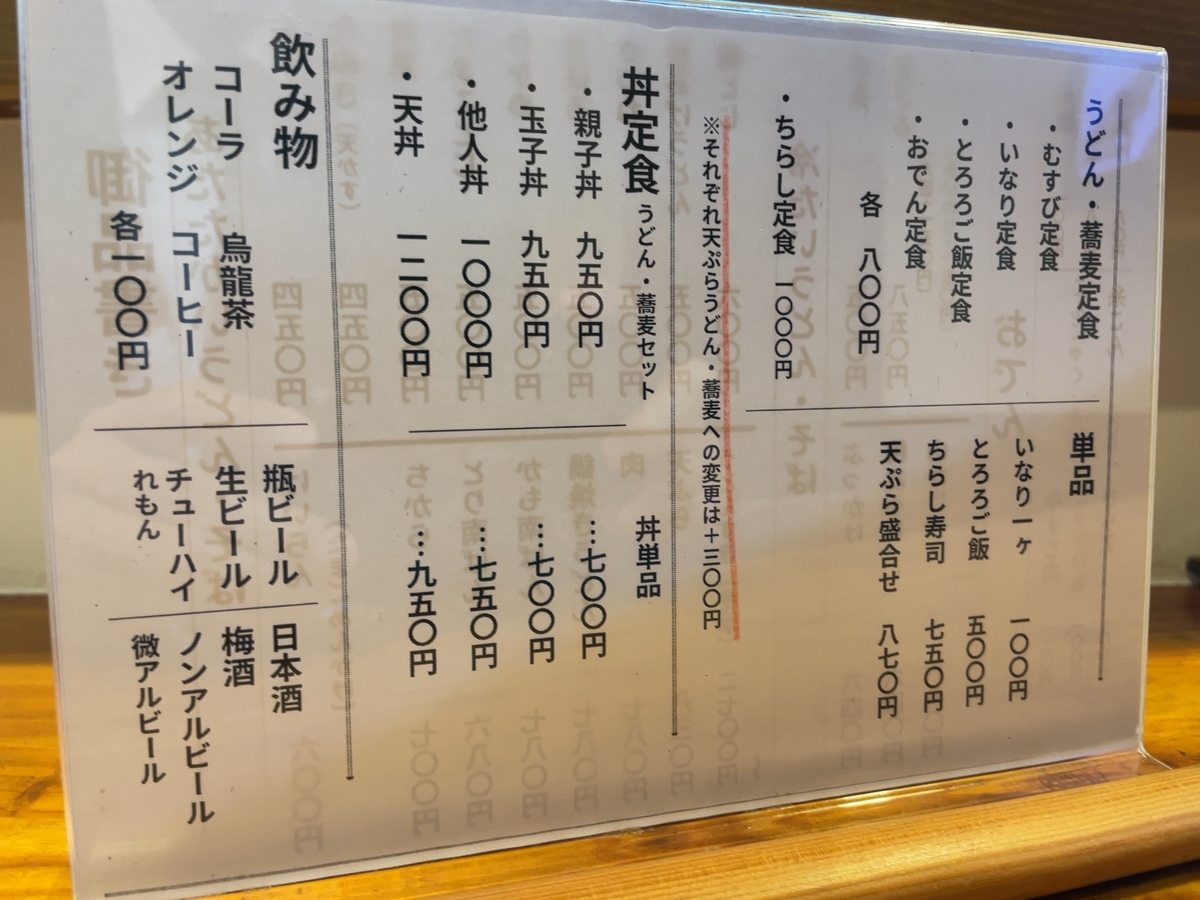 うどん・蕎麦定食
・むすび定食
・いなり定食
・とろろご飯定食
・おでん定食
各 八〇〇円
・ちらし定食 一〇〇〇円
単品
いなり一ヶ 一〇〇円
とろろご飯 五〇〇円
ちらし寿司 七五〇円
天ぷら盛合せ 八七〇円
※それぞれ天ぷらうどん・蕎麦への変更は＋三〇〇円
丼定食 うどん・蕎麦セット 丼単品
・親子丼 九五〇円 …七〇〇円
・玉子丼 九五〇円 …七〇〇円
・他人丼 一〇〇〇円 …七五〇円
・天丼 一二〇〇円 …九五〇円
飲み物
コーラ 烏龍茶
オレンジ コーヒー
各一〇〇円
瓶ビール
生ビール
チューハイ
れもん
日本酒
梅酒
ノンアルビール
微アルビール